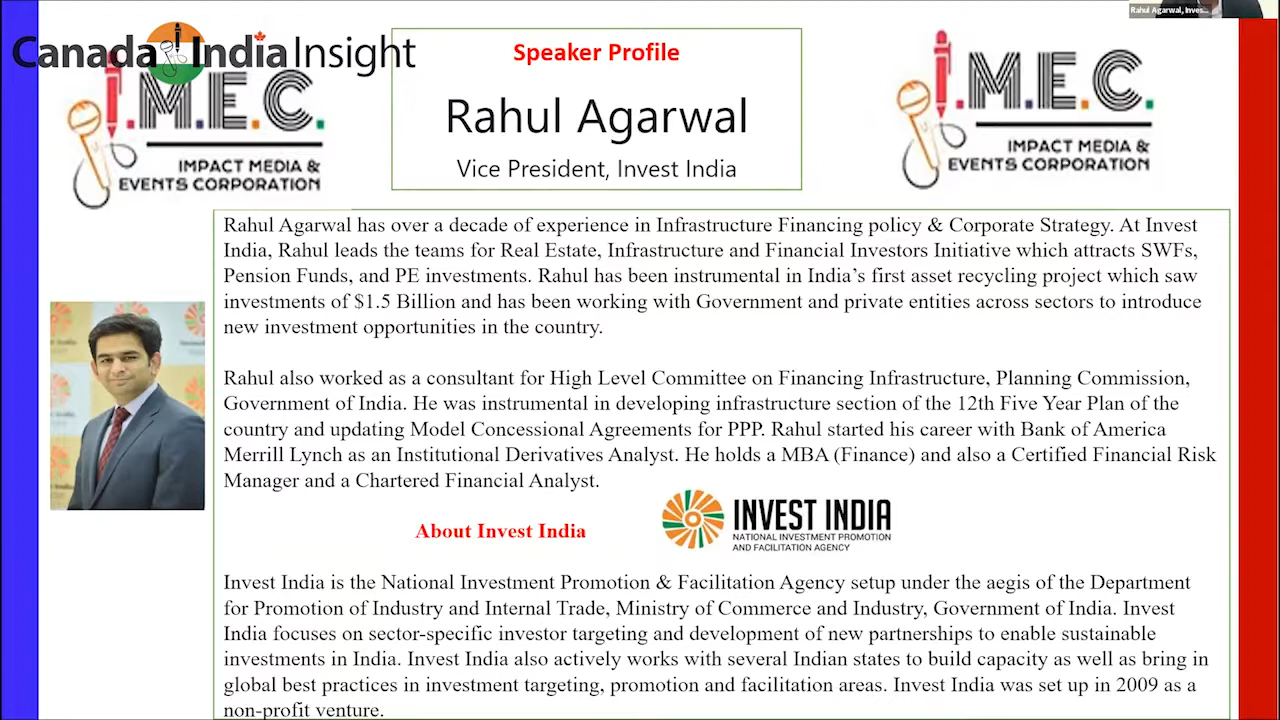 Rahul Agarwal, Inves...
Canada India Insight
Speaker Profile
Rahul Agarwal
Vice President, Invest India
I.M.E.C.
IMPACT MEDIA &
EVENTS CORPORATION
I.M.E.C.
IMPACT MEDIA &
EVENTS CORPORATION
Rahul Agarwal has over a decade of experience in Infrastructure Financing policy & Corporate Strategy. At Invest
India, Rahul leads the teams for Real Estate, Infrastructure and Financial Investors Initiative which attracts SWFs,
Pension Funds, and PE investments. Rahul has been instrumental in India's first asset recycling project which saw
investments of $1.5 Billion and has been working with Government and private entities across sectors to introduce
new investment opportunities in the country.
Rahul also worked as a consultant for High Level Committee on Financing Infrastructure, Planning Commission,
Government of India. He was instrumental in developing infrastructure section of the 12th Five Year Plan of the
country and updating Model Concessional Agreements for PPP. Rahul started his career with Bank of America
Merrill Lynch as an Institutional Derivatives Analyst. He holds a MBA (Finance) and also a Certified Financial Risk
Manager and a Chartered Financial Analyst.
About Invest India
INVEST INDIA
NATIONAL INVESTMENT PROMOTION
AND FACILITATION AGENCY
Invest India is the National Investment Promotion & Facilitation Agency setup under the aegis of the Department
for Promotion of Industry and Internal Trade, Ministry of Commerce and Industry, Government of India. Invest
India focuses on sector-specific investor targeting and development of new partnerships to enable sustainable
investments in India. Invest India also actively works with several Indian states to build capacity as well as bring in
global best practices in investment targeting, promotion and facilitation areas. Invest India was set up in 2009 as a
non-profit venture.